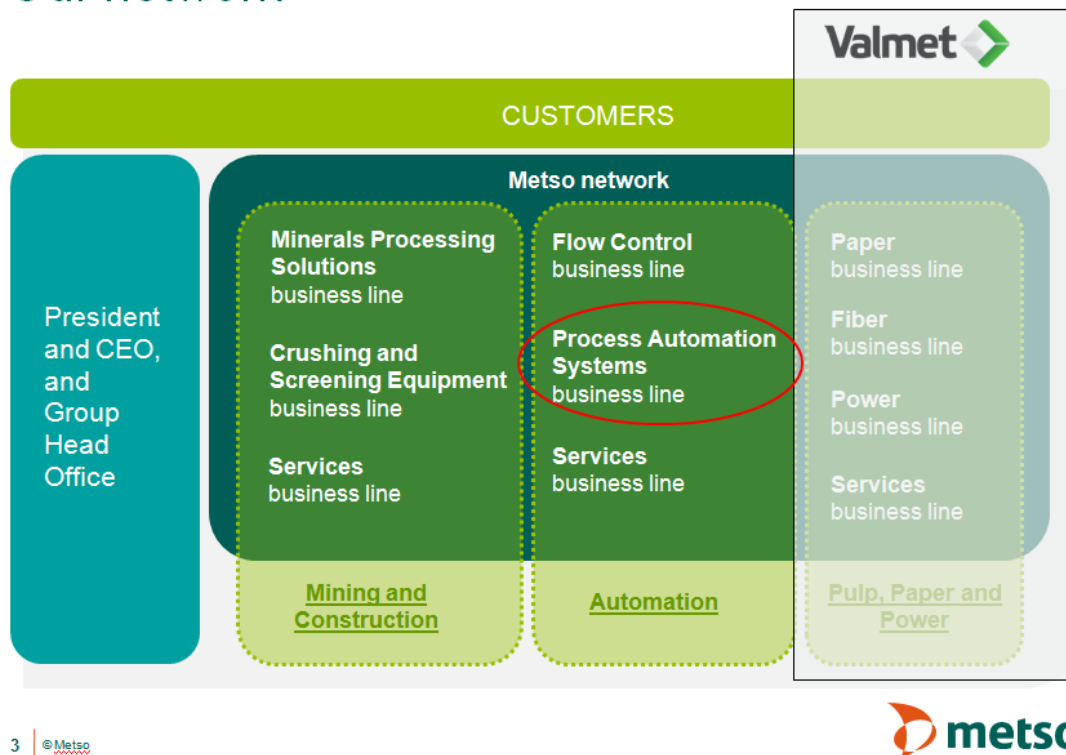 Our network
Valmet
CUSTOMERS
President
and CEO,
and
Group
Head
Office
Metso network
Minerals Processing
Solutions
business line
Crushing and
Screening Equipment
business line
Services
business line
Mining and
Construction
Flow Control
business line
Process Automation
Systems
business line
Services
business line
Automation
Paper
business line
Fiber
business line
Power
business line
Services
business line
Pulp, Paper and
Power
3 © Metso
metso